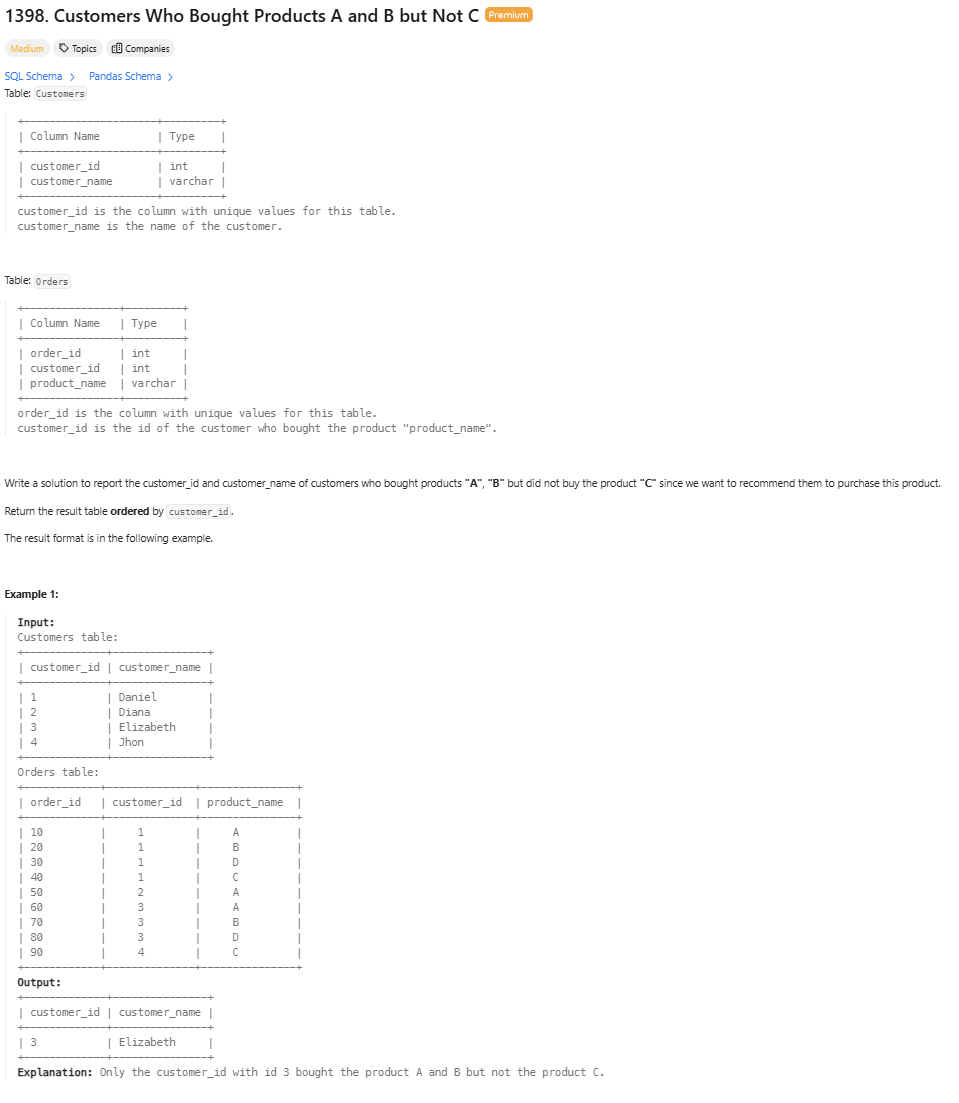 1398. Customers Who Bought Products A and B but Not C Premium
Medium Topics Companies
SQL Schema > Pandas Schema >
Table: Customers
+---------------------+---------+
| Column Name         | Type    |
+---------------------+---------+
| customer_id         | int     |
| customer_name       | varchar |
+---------------------+---------+
customer_id is the column with unique values for this table.
customer_name is the name of the customer.
Table: Orders
+---------------+---------+
| Column Name   | Type    |
+---------------+---------+
| order_id      | int     |
| customer_id   | int     |
| product_name  | varchar |
+---------------+---------+
order_id is the column with unique values for this table.
customer_id is the id of the customer who bought the product "product_name".
Write a solution to report the customer_id and customer_name of customers who bought products "A", "B" but did not buy the product "C" since we want to recommend them to purchase this product.
Return the result table ordered by customer_id.
The result format is in the following example.
Example 1:
Input:
Customers table:
+-------------+---------------+
| customer_id | customer_name |
+-------------+---------------+
| 1           | Daniel        |
| 2           | Diana         |
| 3           | Elizabeth     |
| 4           | Jhon          |
+-------------+---------------+
Orders table:
+------------+--------------+---------------+
| order_id   | customer_id  | product_name  |
+------------+--------------+---------------+
| 10         |     1        |     A         |
| 20         |     1        |     B         |
| 30         |     1        |     D         |
| 40         |     1        |     C         |
| 50         |     2        |     A         |
| 60         |     3        |     A         |
| 70         |     3        |     B         |
| 80         |     3        |     D         |
| 90         |     4        |     C         |
+------------+--------------+---------------+
Output:
+-------------+---------------+
| customer_id | customer_name |
+-------------+---------------+
| 3           | Elizabeth     |
+-------------+---------------+
Explanation: Only the customer_id with id 3 bought the product A and B but not the product C.